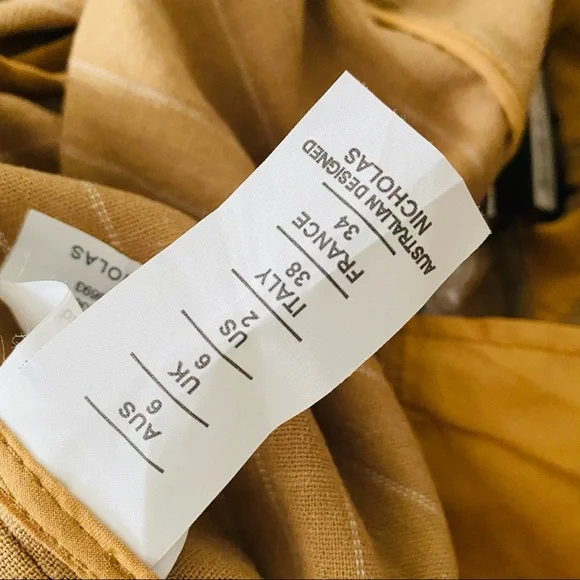 AUS
6
UK
6
US
2
ITALY
38
FRANCE
34
AUSTRALIAN DESIGNED
NICHOLAS